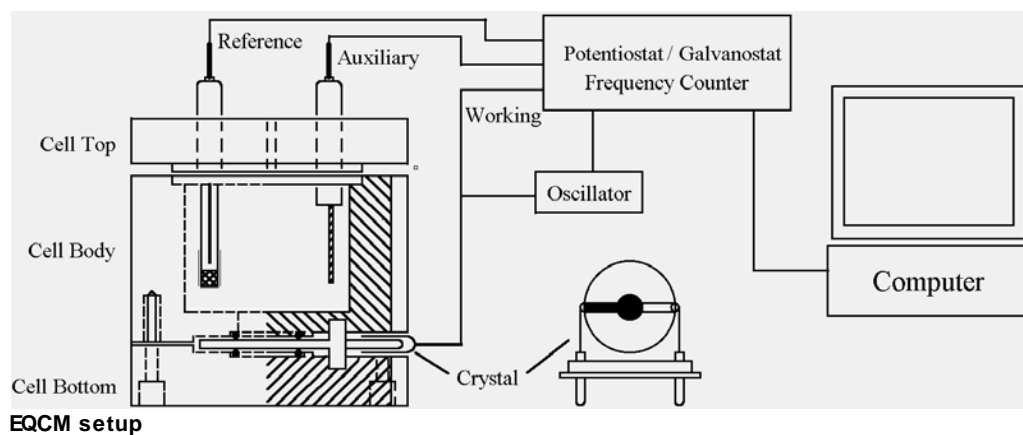 Reference
Auxiliary
Potentiostat / Galvanostat
Frequency Counter
Working
Cell Top
Oscillator
Cell Body
Computer
Crystal
Cell Bottom
EQCM setup